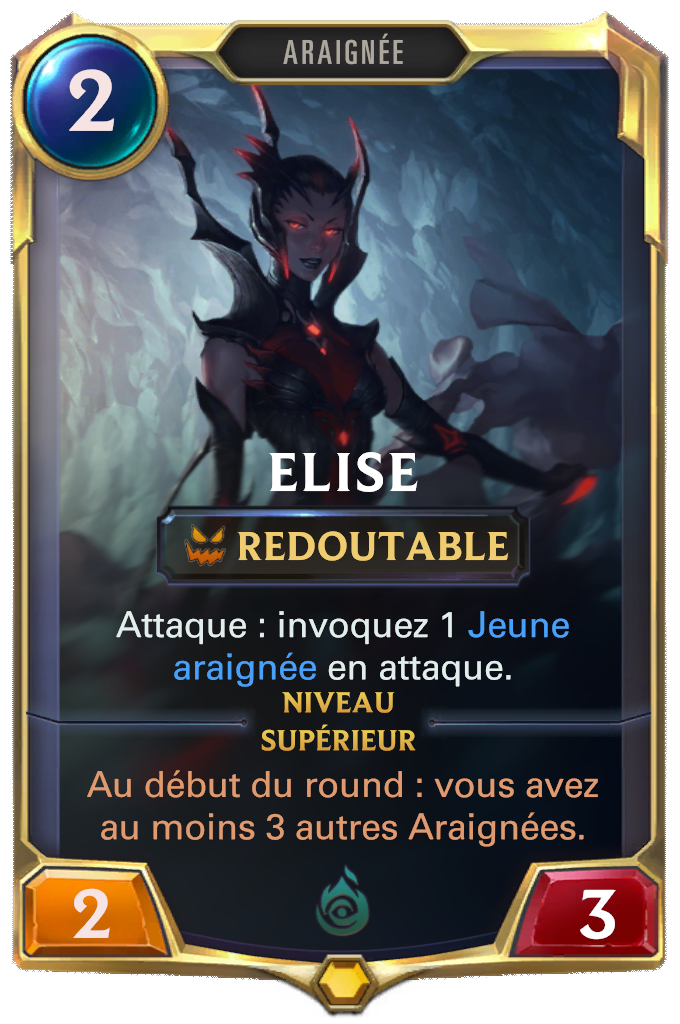 ARAIGNÉE
2
ELISE
REDOUTABLE
Attaque : invoquez 1 Jeune
araignée en attaque.
NIVEAU
SUPÉRIEUR
Au début du round : vous avez
au moins 3 autres Araignées.
2
3